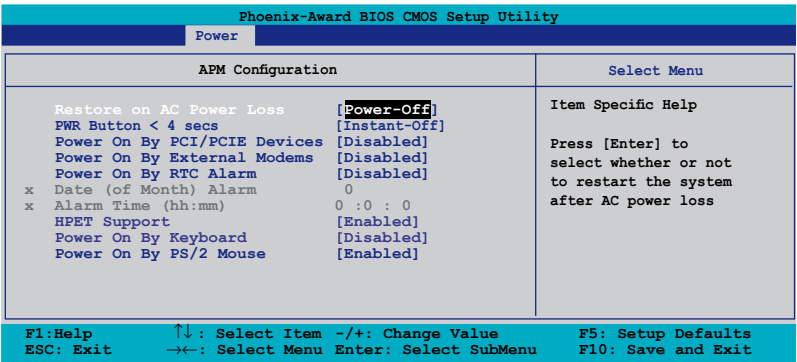 Phoenix-Award BIOS CMOS Setup Utility
Power
APM Configuration
Select Menu
Restore on AC Power Loss [Power-Off]
PWR Button < 4 secs [Instant-Off]
Power On By PCI/PCIE Devices [Disabled]
Power On By External Modems [Disabled]
Power On By RTC Alarm [Disabled]
x Date (of Month) Alarm 0
x Alarm Time (hh:mm) 0 :0 : 0
HPET Support [Enabled]
Power On By Keyboard [Disabled]
Power On By PS/2 Mouse [Enabled]
Item Specific Help
Press [Enter] to
select whether or not
to restart the system
after AC power loss
F1:Help ↑↓: Select Item -/+: Change Value F5: Setup Defaults
ESC: Exit →←: Select Menu Enter: Select SubMenu F10: Save and Exit